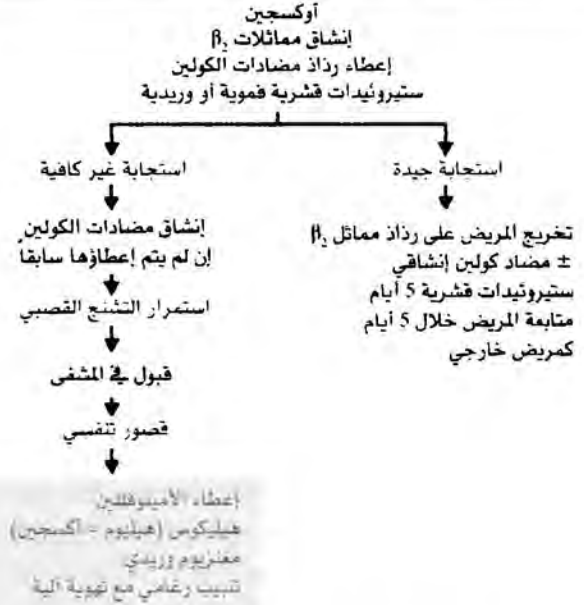 أوكسجين
إنشاق مماثلات β₂
إعطاء رذاذ مضادات الكولين
ستيروئيدات قشرية فموية أو وريدية
استجابة جيدة
تخريج المريض على رذاذ مماثل β₂
± مضاد كولين إنشاقي
ستيروئيدات قشرية 5 أيام
متابعة المريض خلال 5 أيام
كمريض خارجي
استجابة غير كافية
إنشاق مضادات الكولين
إن لم يتم إعطاؤها سابقاً
استمرار التشنج القصبي
قبول في المشفى
قصور تنفسي
إعطاء الأمينوفللين
هيليكوس (هيليوم - أكسجين)
مغنزيوم وريدي
تنبيب رغامي مع تهوية آلية